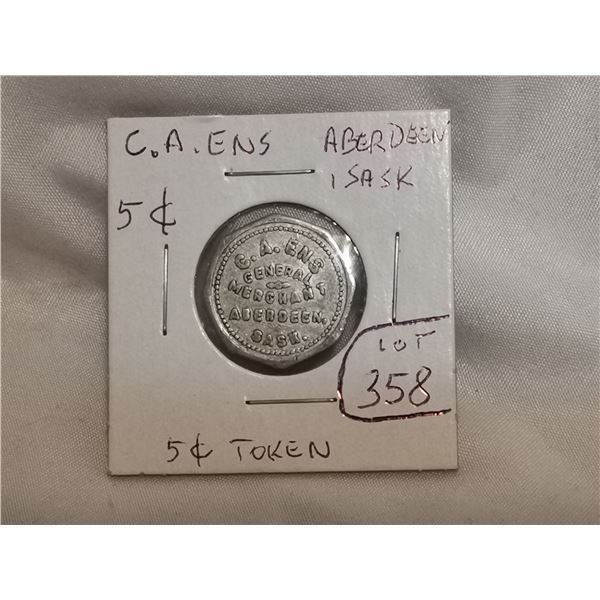 C.A. ENS
ABERDEEN
, SASK
5¢
C. A. ENS
GENERAL
MERCHANT
ABERDEEN,
SASK.
LOT
358
5¢ TOKEN